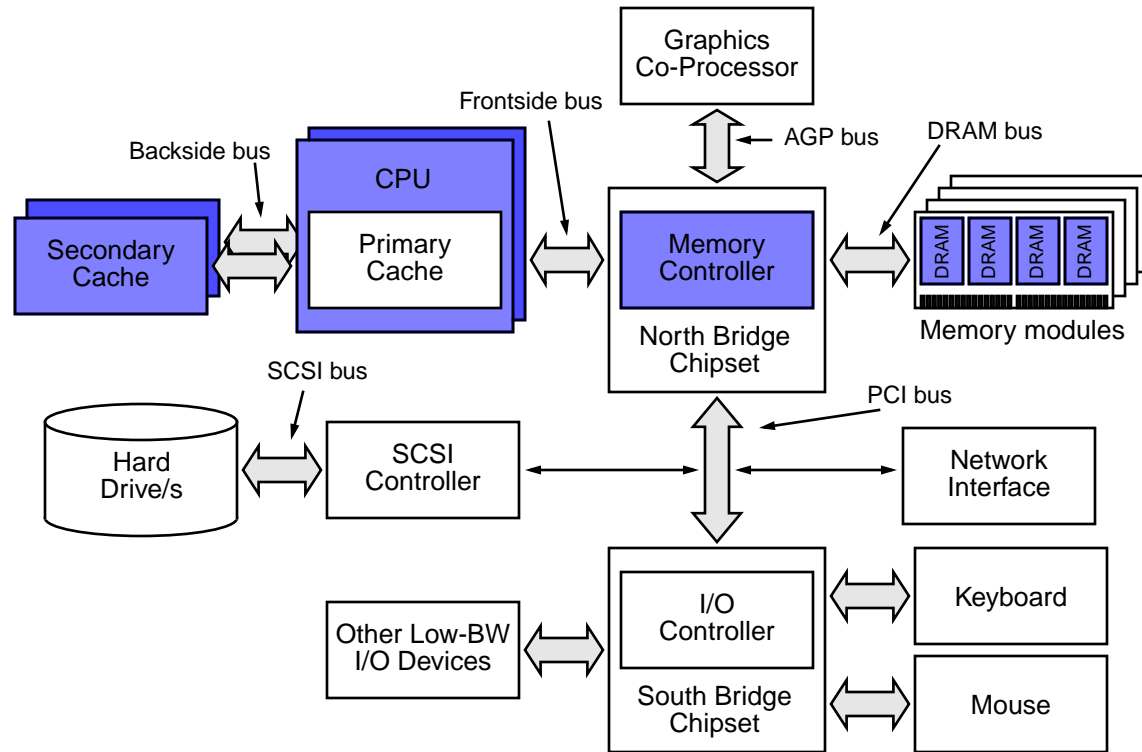 Graphics
Co-Processor
Frontside bus
AGP bus
DRAM bus
Backside bus
CPU
Secondary
Cache
Primary
Cache
Memory
Controller
North Bridge
Chipset
DRAM
DRAM
DRAM
DRAM
Memory modules
SCSI bus
PCI bus
Hard
Drive/s
SCSI
Controller
Network
Interface
Other Low-BW
I/O Devices
I/O
Controller
South Bridge
Chipset
Keyboard
Mouse